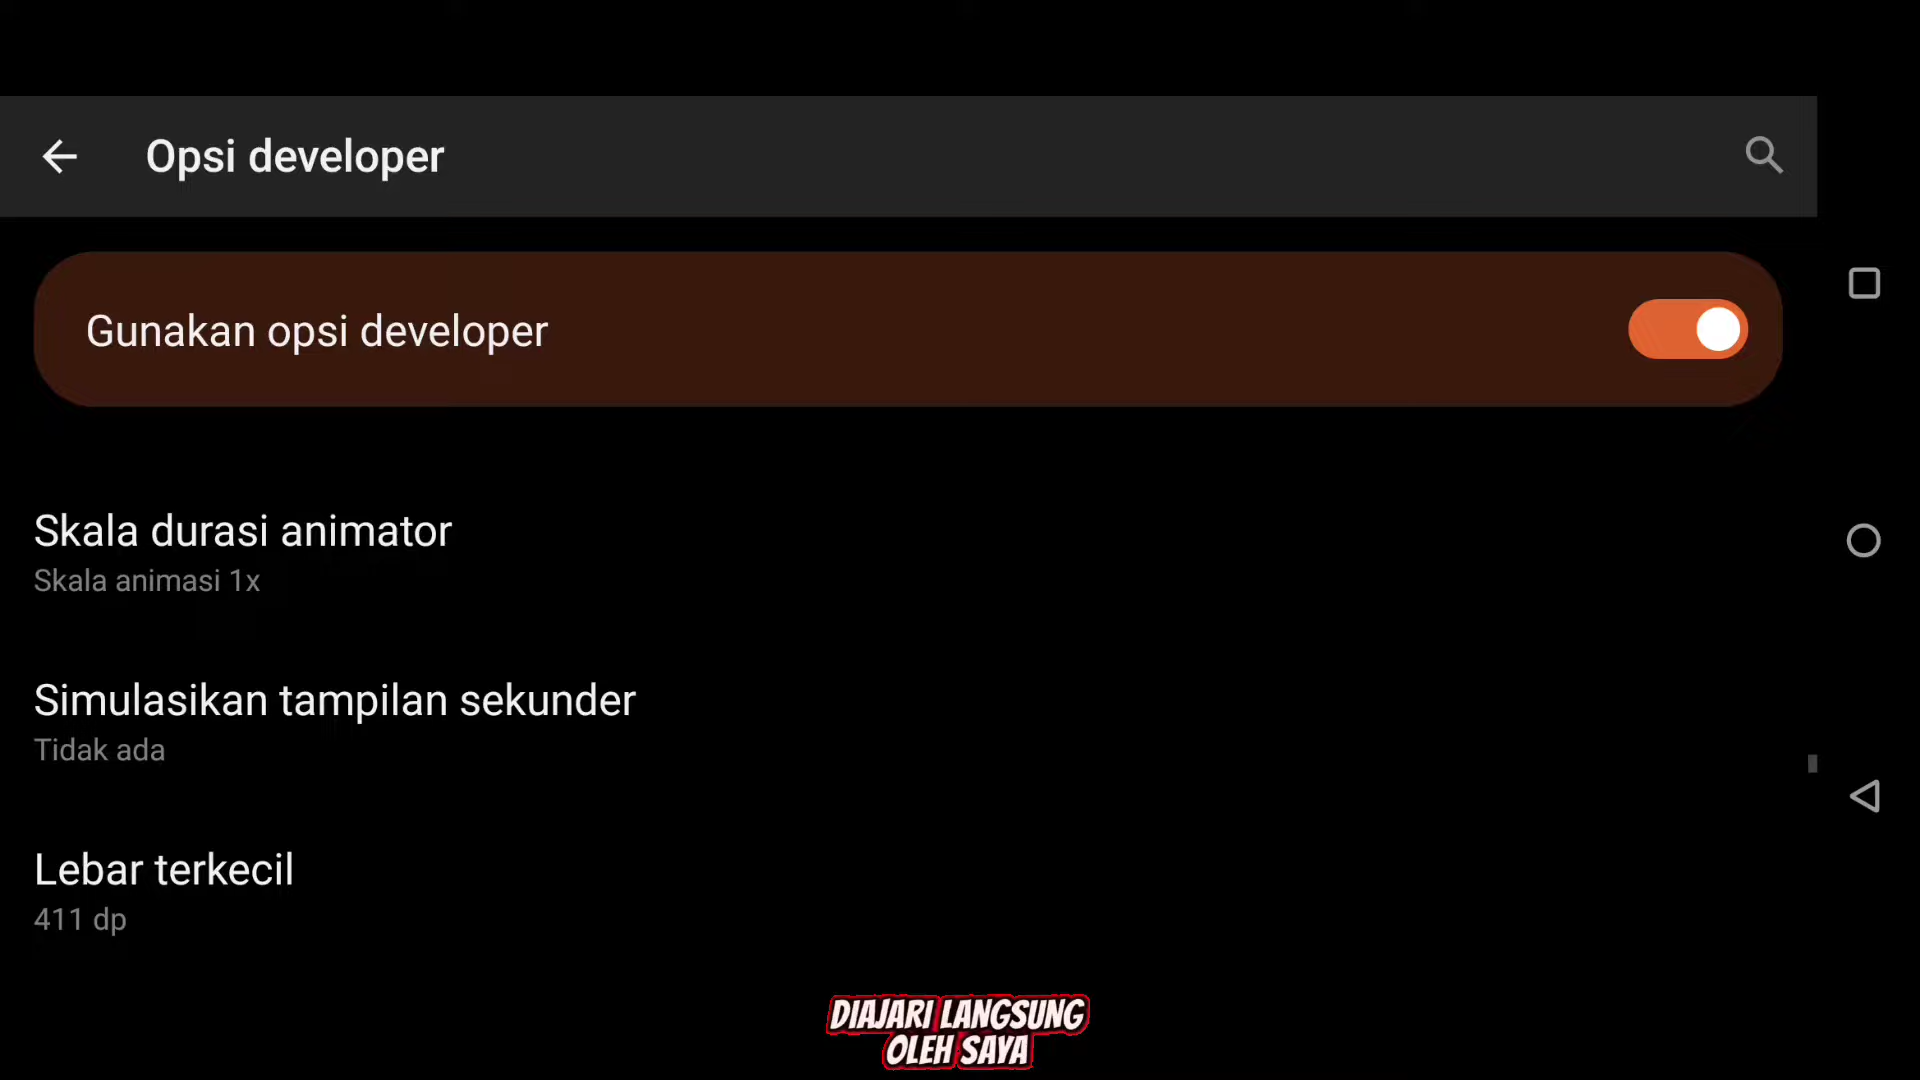 Opsi developer
Gunakan opsi developer
Skala durasi animator
Skala animasi 1x
Simulasikan tampilan sekunder
Tidak ada
Lebar terkecil
411 dp
DIAJARI LANGSUNG
OLEH SAYA